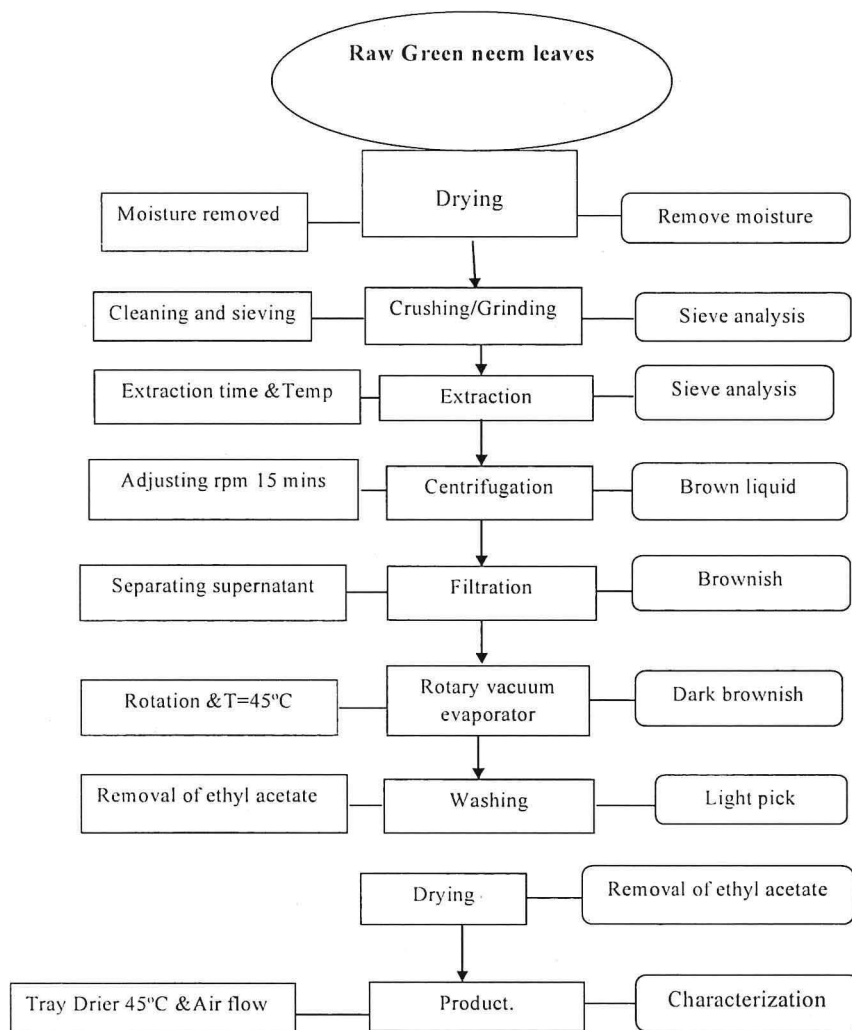 Raw Green neem leaves
Moisture removed
Drying
Remove moisture
Cleaning and sieving
Crushing/Grinding
Sieve analysis
Extraction time &Temp
Extraction
Sieve analysis
Adjusting rpm 15 mins
Centrifugation
Brown liquid
Separating supernatant
Filtration
Brownish
Rotation &T=45ºC
Rotary vacuum
evaporator
Dark brownish
Removal of ethyl acetate
Washing
Light pick
Drying
Removal of ethyl acetate
Tray Drier 45ºC &Air flow
Product.
Characterization